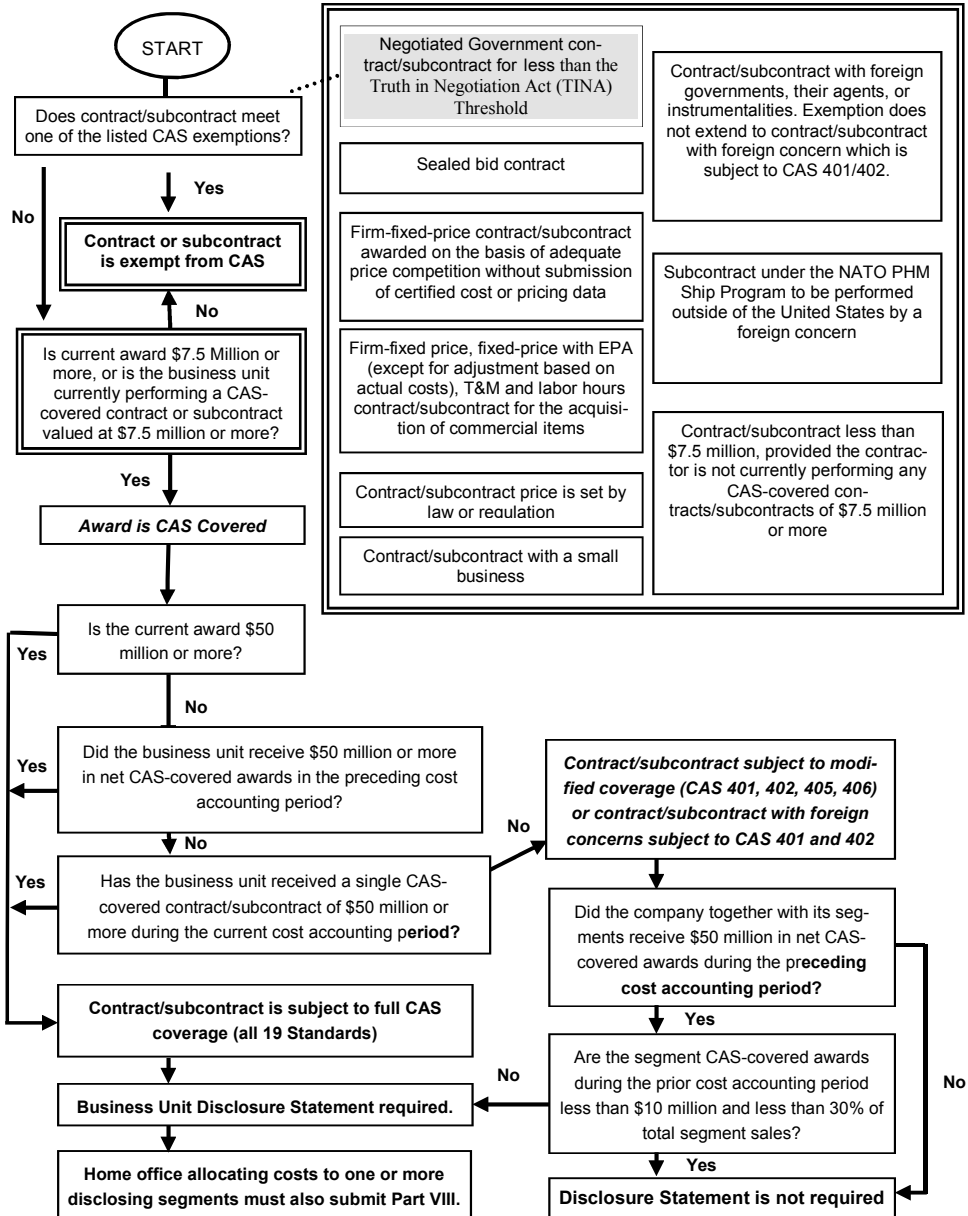 START
Does contract/subcontract meet
one of the listed CAS exemptions?
Yes
No
Contract or subcontract
is exempt from CAS
No
Is current award $7.5 Million or
more, or is the business unit
currently performing a CAS-
covered contract or subcontract
valued at $7.5 million or more?
Yes
Award is CAS Covered
Negotiated Government con-
tract/subcontract for less than the
Truth in Negotiation Act (TINA)
Threshold
Sealed bid contract
Firm-fixed-price contract/subcontract
awarded on the basis of adequate
price competition without submission
of certified cost or pricing data
Firm-fixed price, fixed-price with EPA
(except for adjustment based on
actual costs), T&M and labor hours
contract/subcontract for the acquisi-
tion of commercial items
Contract/subcontract price is set by
law or regulation
Contract/subcontract with a small
business
Contract/subcontract with foreign
governments, their agents, or
instrumentalities. Exemption does
not extend to contract/subcontract
with foreign concern which is
subject to CAS 401/402.
Subcontract under the NATO PHM
Ship Program to be performed
outside of the United States by a
foreign concern
Contract/subcontract less than
$7.5 million, provided the contrac-
tor is not currently performing any
CAS-covered con-
tracts/subcontracts of $7.5 million
or more
Is the current award $50
million or more?
Yes
No
Did the business unit receive $50 million or more
in net CAS-covered awards in the preceding cost
accounting period?
Yes
No
Has the business unit received a single CAS-
covered contract/subcontract of $50 million or
more during the current cost accounting period?
Yes
No
Contract/subcontract subject to modi-
fied coverage (CAS 401, 402, 405, 406)
or contract/subcontract with foreign
concerns subject to CAS 401 and 402
Did the company together with its seg-
ments receive $50 million in net CAS-
covered awards during the preceding
cost accounting period?
Yes
No
Are the segment CAS-covered awards
during the prior cost accounting period
less than $10 million and less than 30% of
total segment sales?
No
Yes
Disclosure Statement is not required
Contract/subcontract is subject to full CAS
coverage (all 19 Standards)
Business Unit Disclosure Statement required.
Home office allocating costs to one or more
disclosing segments must also submit Part VIII.